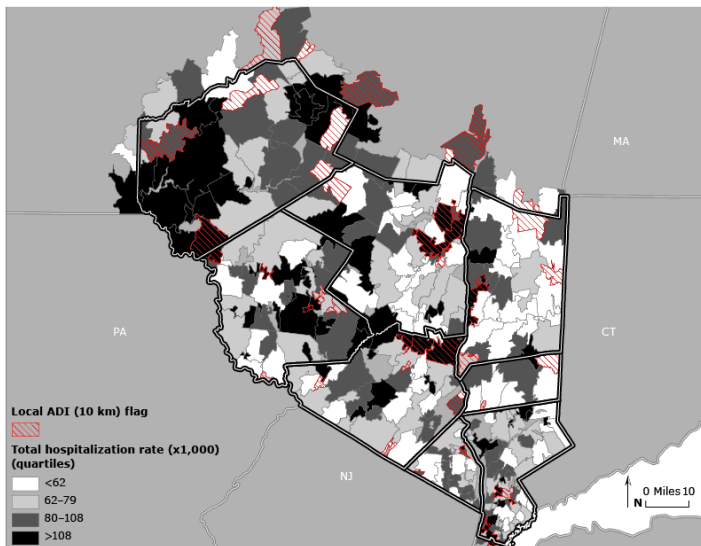 MA
PA
CT
NJ
Local ADI (10 km) flag
Total hospitalization rate (x1,000)
(quartiles)
<62
62–79
80–108
>108
N
0 Miles 10